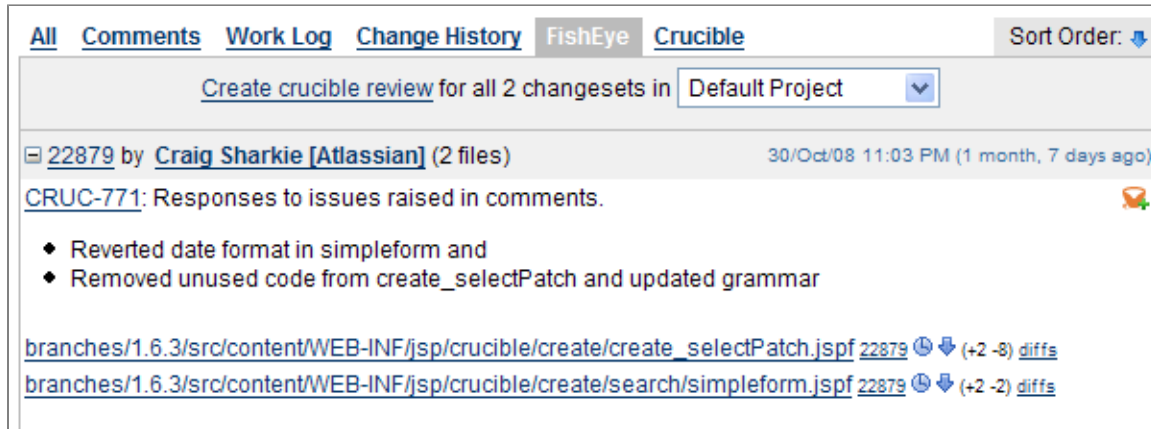 All Comments Work Log Change History FishEye Crucible Sort Order:
Create crucible review for all 2 changesets in Default Project
22879 by Craig Sharkie [Atlassian] (2 files) 30/Oct/08 11:03 PM (1 month, 7 days ago)
CRUC-771: Responses to issues raised in comments.
◆ Reverted date format in simpleform and
◆ Removed unused code from create_selectPatch and updated grammar
branches/1.6.3/src/content/WEB-INF/jsp/crucible/create/create_selectPatch.jspf 22879 (+2 -8) diffs
branches/1.6.3/src/content/WEB-INF/jsp/crucible/create/search/simpleform.jspf 22879 (+2 -2) diffs